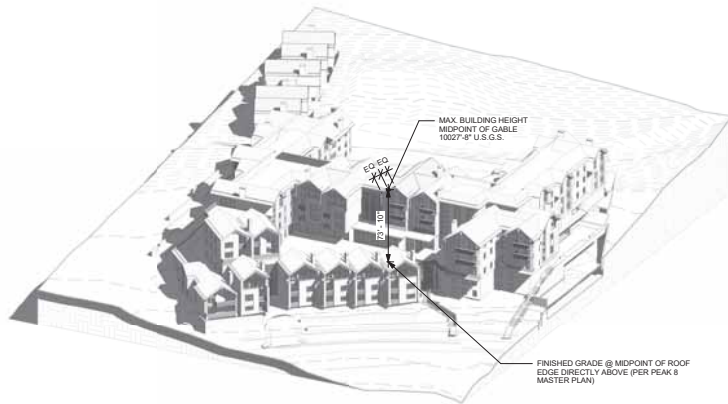 MAX. BUILDING HEIGHT
MIDPOINT OF GABLE
10027'-8" U.S.G.S.
EQ EQ
73' - 10"
FINISHED GRADE @ MIDPOINT OF ROOF
EDGE DIRECTLY ABOVE (PER PEAK 8
MASTER PLAN)